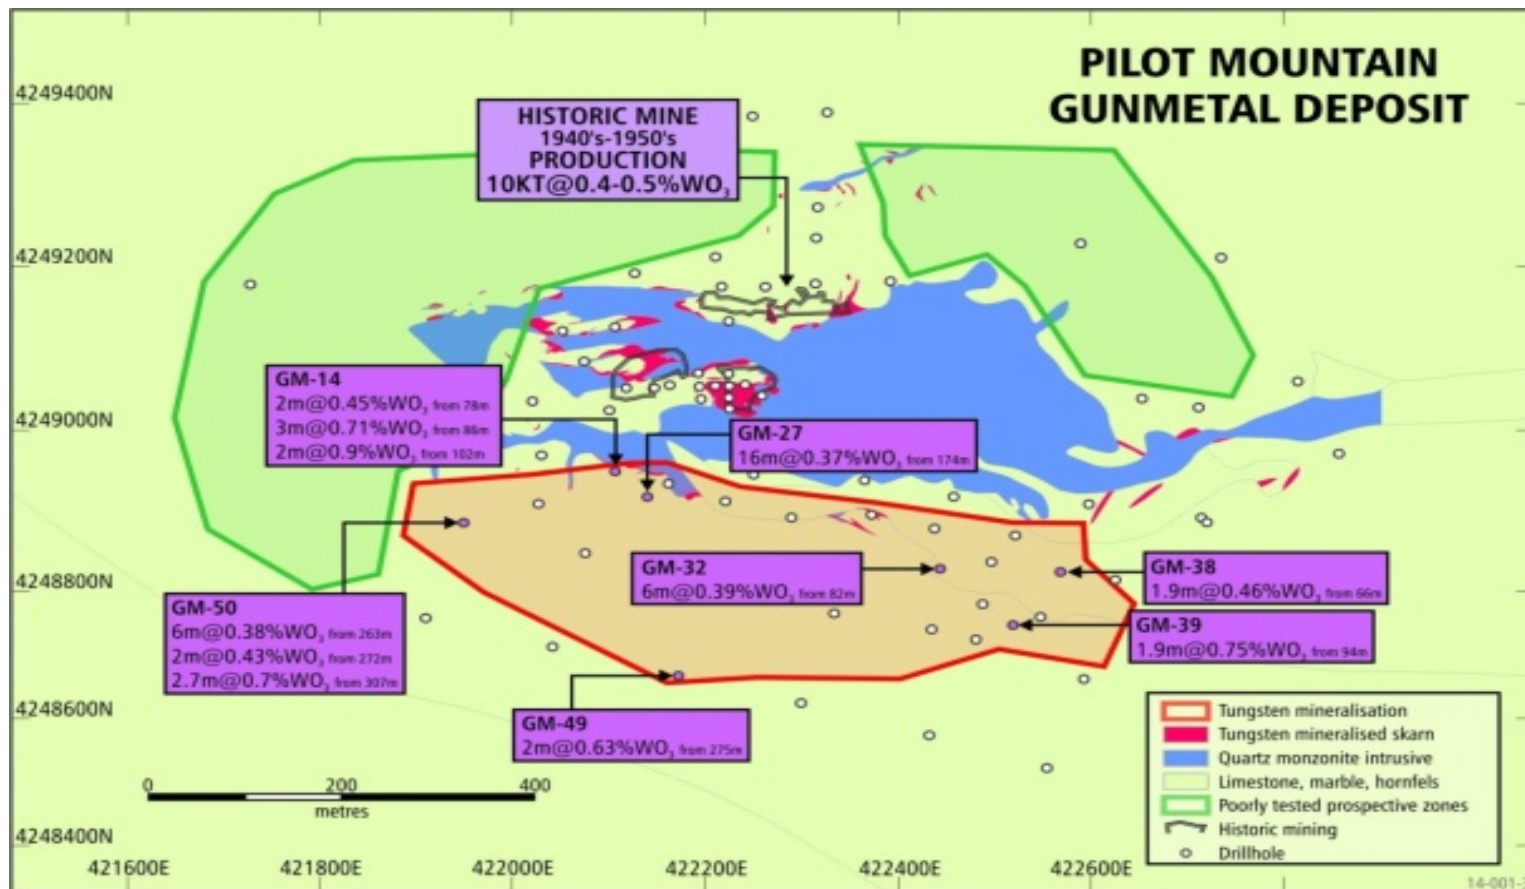 PILOT MOUNTAIN
GUNMETAL DEPOSIT
4249400N
4249200N
4249000N
4248800N
4248600N
4248400N
HISTORIC MINE
1940's-1950's
PRODUCTION
10KT@0.4-0.5%WO₃
GM-14
2m@0.45%WO₃ from 78m
3m@0.71%WO₃ from 86m
2m@0.9%WO₃ from 102m
GM-27
16m@0.37%WO₃ from 174m
GM-32
6m@0.39%WO₃ from 82m
GM-38
1.9m@0.46%WO₃ from 66m
GM-39
1.9m@0.75%WO₃ from 94m
GM-50
6m@0.38%WO₃ from 263m
2m@0.43%WO₃ from 272m
2.7m@0.7%WO₃ from 307m
GM-49
2m@0.63%WO₃ from 275m
Tungsten mineralisation
Tungsten mineralised skarn
Quartz monzonite intrusive
Limestone, marble, hornfels
Poorly tested prospective zones
Historic mining
Drillhole
0 200 400
metres
421600E 421800E 422000E 422200E 422400E 422600E